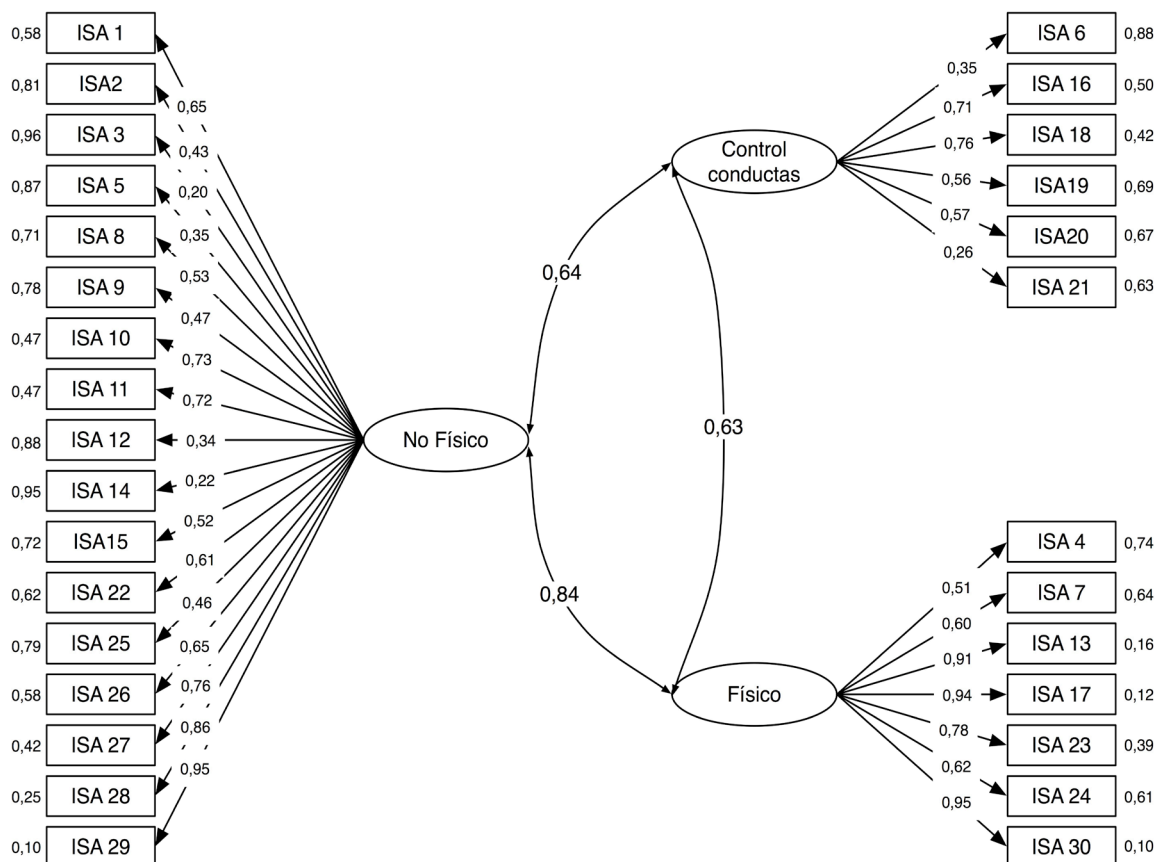 0,58 ISA 1
0,81 ISA2
0,96 ISA 3
0,87 ISA 5
0,71 ISA 8
0,78 ISA 9
0,47 ISA 10
0,47 ISA 11
0,88 ISA 12
0,95 ISA 14
0,72 ISA15
0,62 ISA 22
0,79 ISA 25
0,58 ISA 26
0,42 ISA 27
0,25 ISA 28
0,10 ISA 29
0,65
0,43
0,20
0,35
0,53
0,47
0,73
0,72
0,34
0,22
0,52
0,61
0,46
0,65
0,76
0,86
0,95
No Físico
0,64
0,84
0,63
Control
conductas
0,35
0,71
0,76
0,56
0,57
0,26
ISA 6 0,88
ISA 16 0,50
ISA 18 0,42
ISA19 0,69
ISA20 0,67
ISA 21 0,63
Físico
0,51
0,60
0,91
0,94
0,78
0,62
0,95
ISA 4 0,74
ISA 7 0,64
ISA 13 0,16
ISA 17 0,12
ISA 23 0,39
ISA 24 0,61
ISA 30 0,10